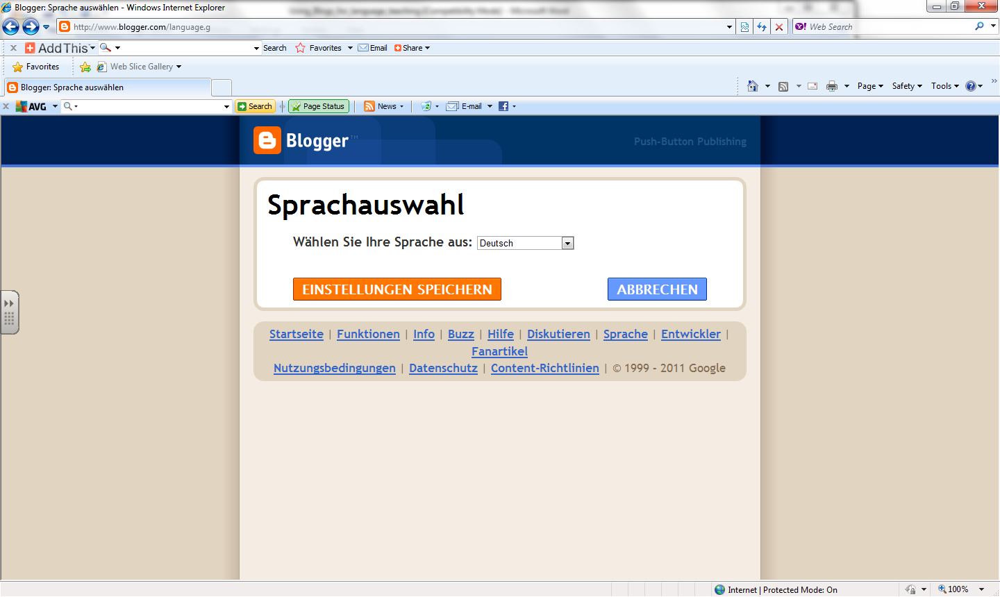 Blogger: Sprache auswählen - Windows Internet Explorer
http://www.blogger.com/language.g
Y! Web Search
AddThis Search Favorites Email Share
Favorites Web Slice Gallery
Blogger: Sprache auswählen Page Safety Tools
AVG Search Page Status News E-mail
Blogger™ Push-Button Publishing
Sprachauswahl
Wählen Sie Ihre Sprache aus: Deutsch
EINSTELLUNGEN SPEICHERN ABBRECHEN
Startseite | Funktionen | Info | Buzz | Hilfe | Diskutieren | Sprache | Entwickler |
Fanartikel
Nutzungsbedingungen | Datenschutz | Content-Richtlinien | © 1999 - 2011 Google
Internet | Protected Mode: On 100%